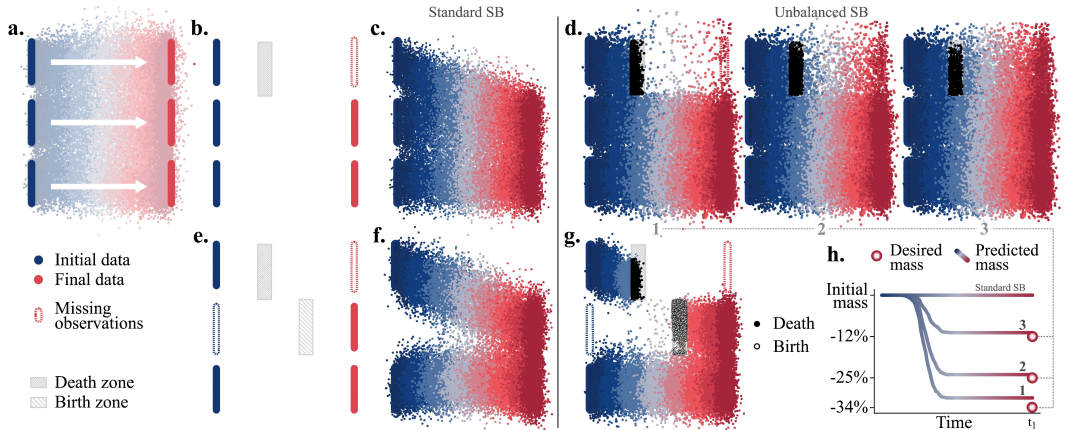 Standard SB
Unbalanced SB
a.
b.
c.
d.
1
2
3
e.
f.
g.
h.
Initial data
Final data
Missing
observations
Death zone
Birth zone
Death
Birth
Desired
mass
Predicted
mass
Initial
mass
Standard SB
-12%
-25%
-34%
3
2
1
Time
t₁